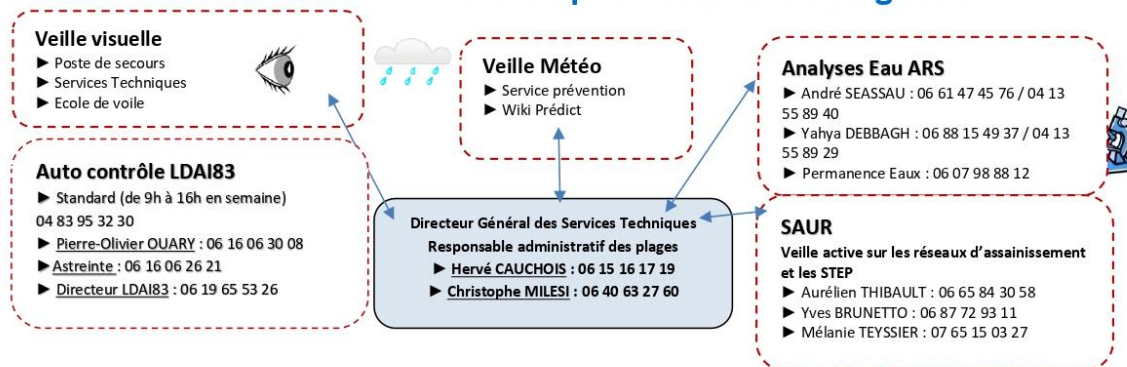 Veille visuelle
► Poste de secours
► Services Techniques
► Ecole de voile
Veille Météo
► Service prévention
► Wiki Prédict
Analyses Eau ARS
► André SEASSAU : 06 61 47 45 76 / 04 13
55 89 40
► Yahya DEBBAGH : 06 88 15 49 37 / 04 13
55 89 29
► Permanence Eaux : 06 07 98 88 12
Auto contrôle LDAI83
► Standard (de 9h à 16h en semaine)
04 83 95 32 30
► Pierre-Olivier OUARY : 06 16 06 30 08
►Astreinte : 06 16 06 26 21
► Directeur LDAI83 : 06 19 65 53 26
Directeur Général des Services Techniques
Responsable administratif des plages
► Hervé CAUCHOIS : 06 15 16 17 19
► Christophe MILESI : 06 40 63 27 60
SAUR
Veille active sur les réseaux d'assainissement
et les STEP
► Aurélien THIBAULT : 06 65 84 30 58
► Yves BRUNETTO : 06 87 72 93 11
► Mélanie TEYSSIER : 07 65 15 03 27